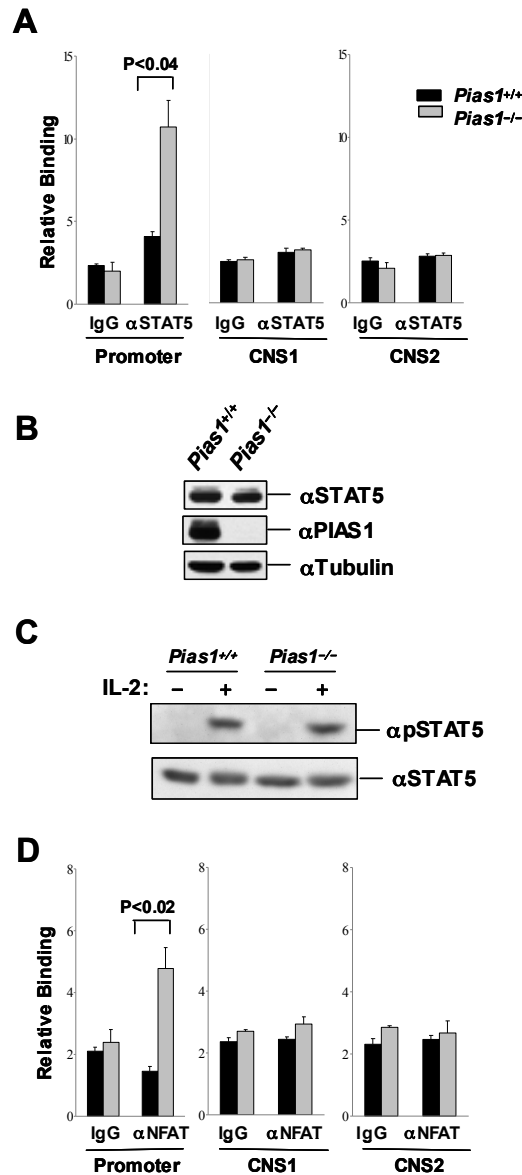 A
15
10
5
0
Relative Binding
P<0.04
IgG αSTAT5
Promoter
IgG αSTAT5
CNS1
15
10
5
0
IgG αSTAT5
CNS2
Pias1+/+
Pias1−/−
B
Pias1+/+ Pias1−/−
αSTAT5
αPIAS1
αTubulin
C
Pias1+/+ Pias1−/−
IL-2: − + − +
αpSTAT5
αSTAT5
D
8
6
4
2
0
Relative Binding
P<0.02
IgG αNFAT
Promoter
8
6
4
2
0
IgG αNFAT
CNS1
8
6
4
2
0
IgG αNFAT
CNS2